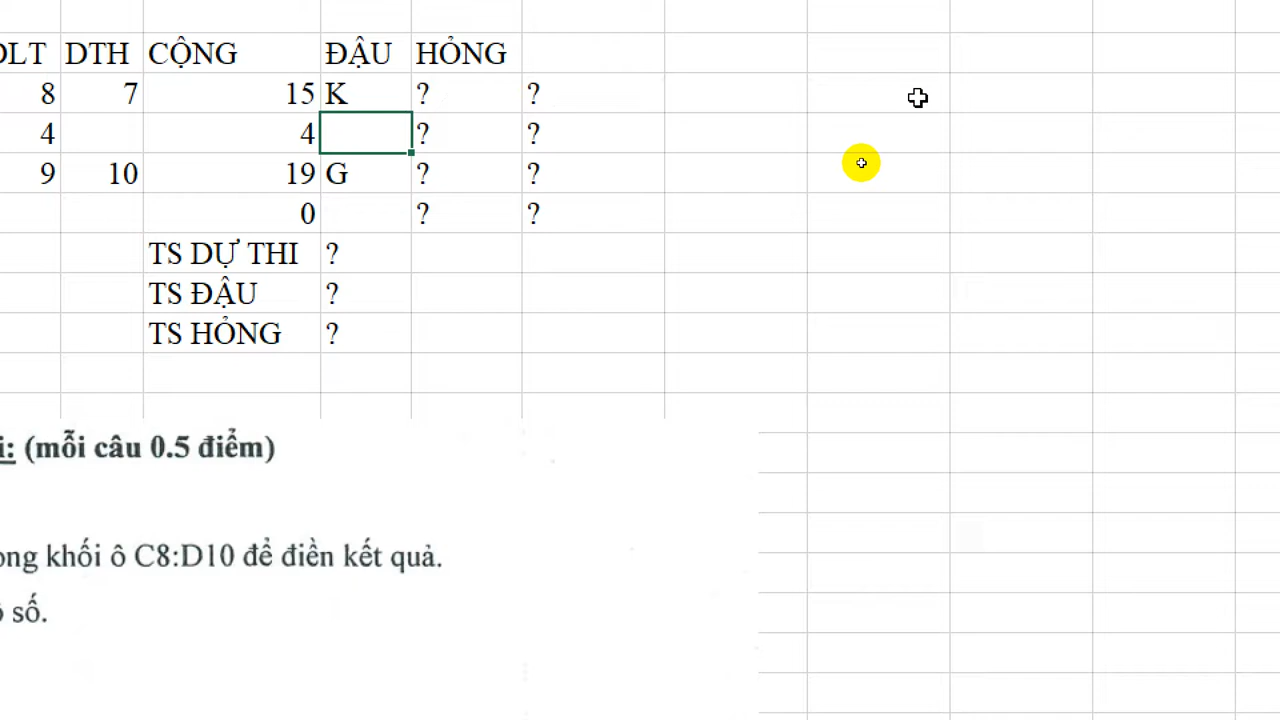 DLT DTH CỘNG ĐẬU HỎNG
8 7 15 K ? ?
4 4 ? ?
9 10 19 G ? ?
0 ? ?
TS DỰ THI ?
TS ĐẬU ?
TS HỎNG ?
(mỗi câu 0.5 điểm)
khối ô C8:D10 để điền kết quả.
số.